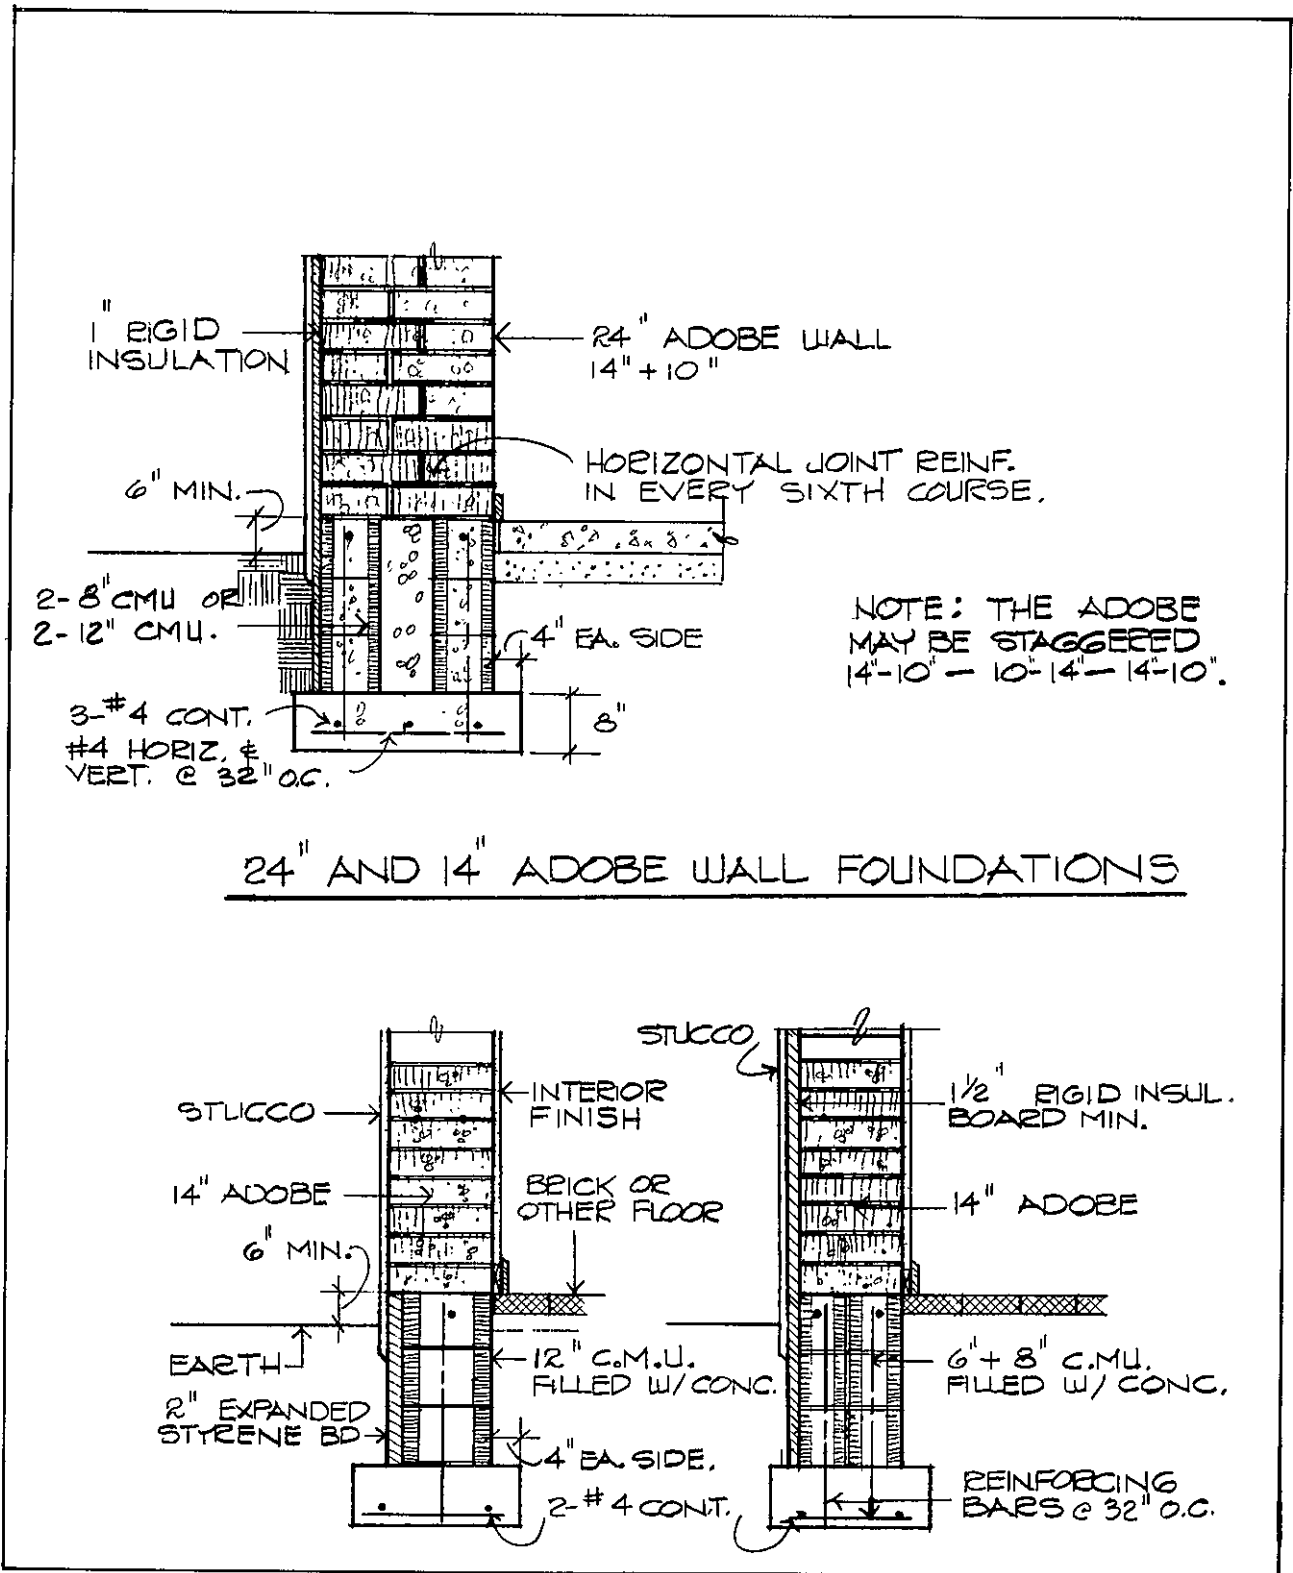 1" RIGID
INSULATION
24" ADOBE WALL
14" + 10"
HORIZONTAL JOINT REINF.
IN EVERY SIXTH COURSE.
6" MIN.
2-8" CMU OR
2-12" CMU.
4" EA. SIDE
NOTE: THE ADOBE
MAY BE STAGGERED
14"-10" — 10"-14" — 14"-10".
3-#4 CONT.
#4 HORIZ. &
VERT. @ 32" O.C.
8"
24" AND 14" ADOBE WALL FOUNDATIONS
STUCCO
INTERIOR
FINISH
14" ADOBE
BRICK OR
OTHER FLOOR
6" MIN.
EARTH
12" C.M.U.
FILLED W/ CONC.
2" EXPANDED
STYRENE BD
4" EA. SIDE.
2-#4 CONT.
STUCCO
1 1/2" RIGID INSUL.
BOARD MIN.
14" ADOBE
6" + 8" C.MU.
FILLED W/ CONC.
REINFORCING
BARS @ 32" O.C.